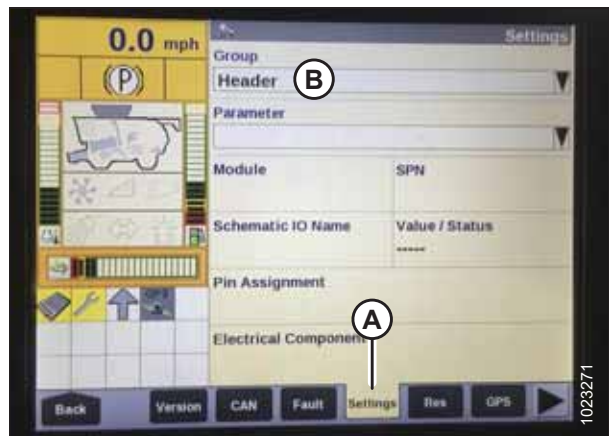 0.0 mph
Settings
Group
Header
B
(P)
Parameter
Module
SPN
Schematic IO Name
Value / Status
-----
Pin Assignment
A
Electrical Component
Back
Version
CAN
Fault
Settings
Res
GPS
1023271